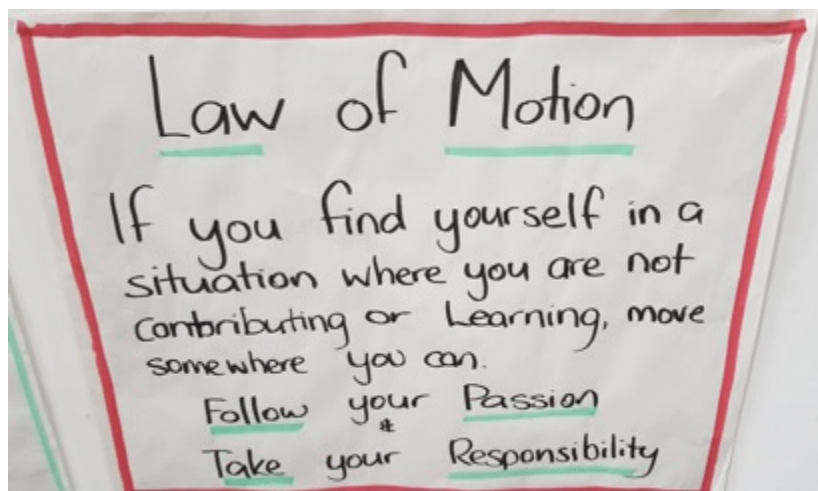 Law of Motion
If you find yourself in a
situation where you are not
contributing or Learning, move
somewhere you can.
Follow your Passion
&
Take your Responsibility